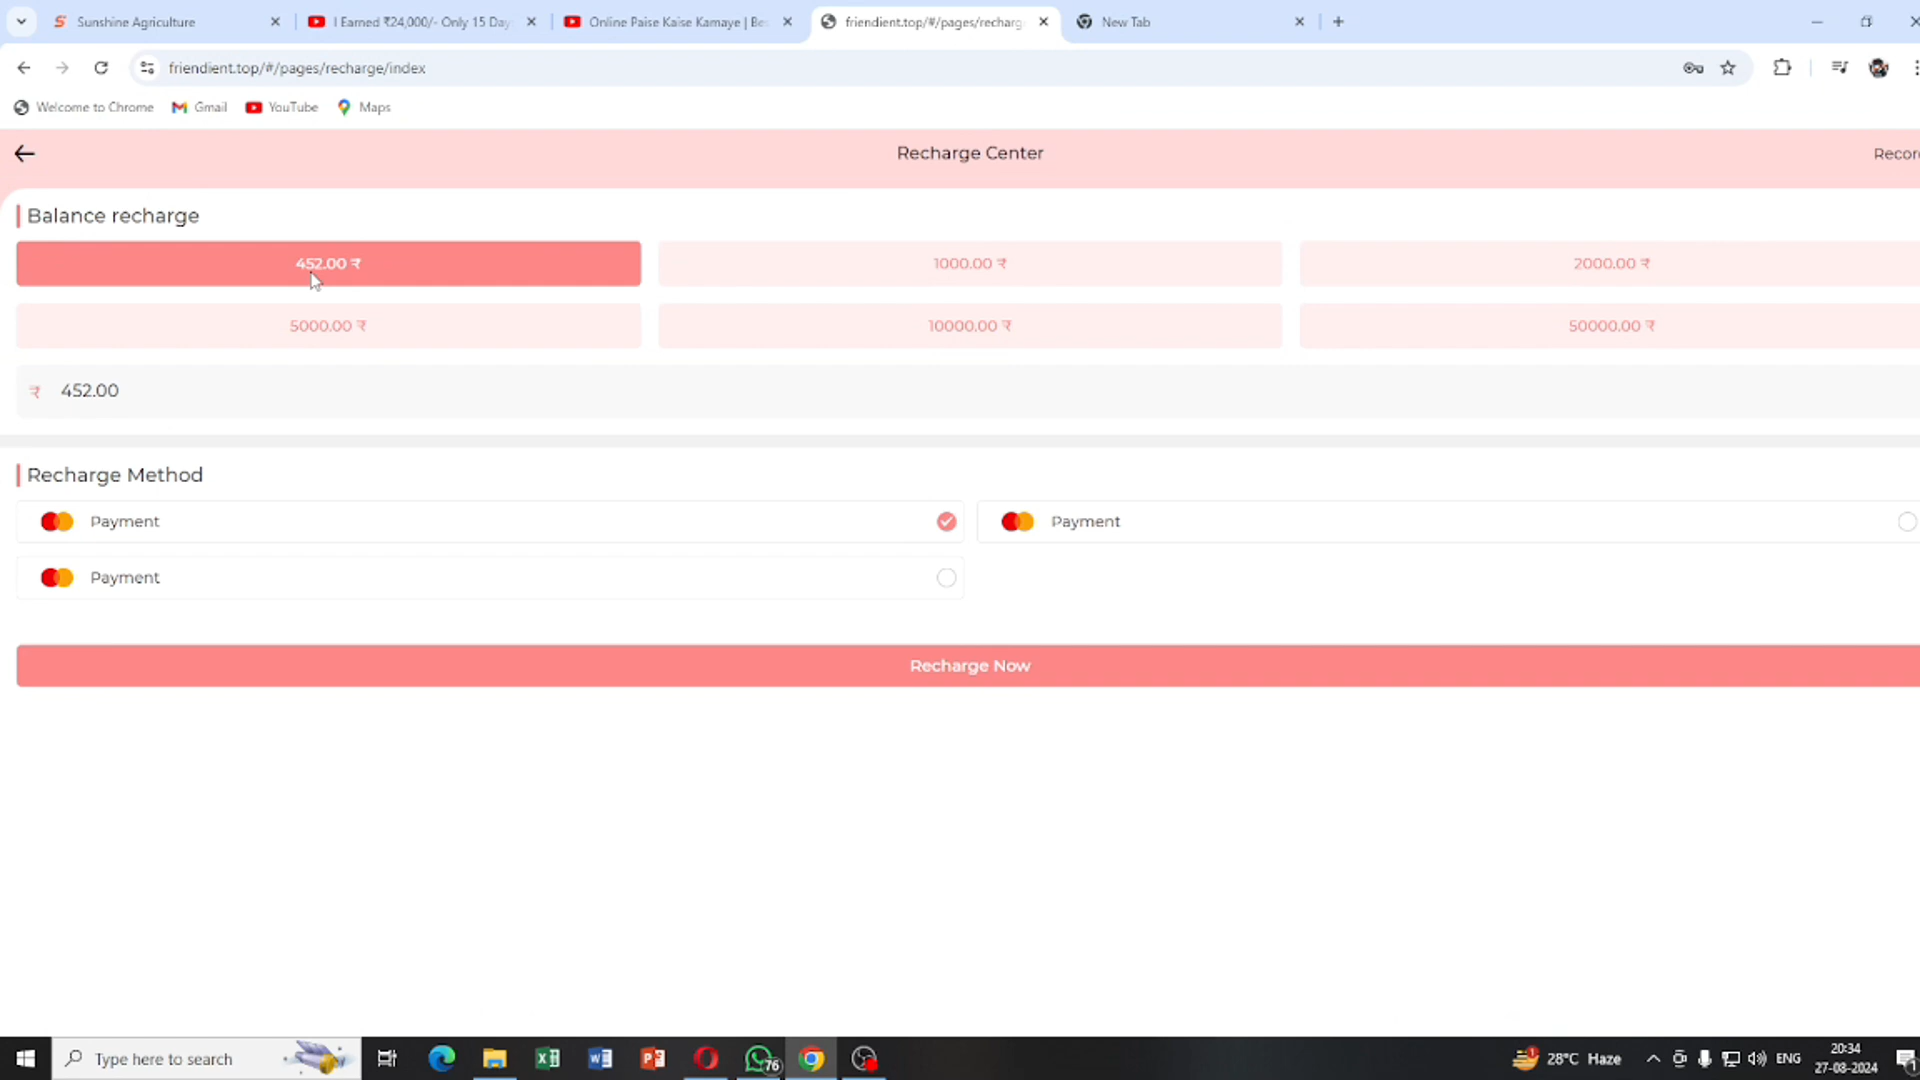 Sunshine Agriculture
I Earned ₹24,000/- Only 15 Day
Online Paise Kaise Kamaye | Be
friendient.top/#/pages/recharg
New Tab
friendient.top/#/pages/recharge/index
Welcome to Chrome
Gmail
YouTube
Maps
Recharge Center
Recor
Balance recharge
452.00 ₹
1000.00 ₹
2000.00 ₹
5000.00 ₹
10000.00 ₹
50000.00 ₹
₹ 452.00
Recharge Method
Payment
Payment
Payment
Recharge Now
Type here to search
76
28°C Haze
ENG
20:34
27-08-2024